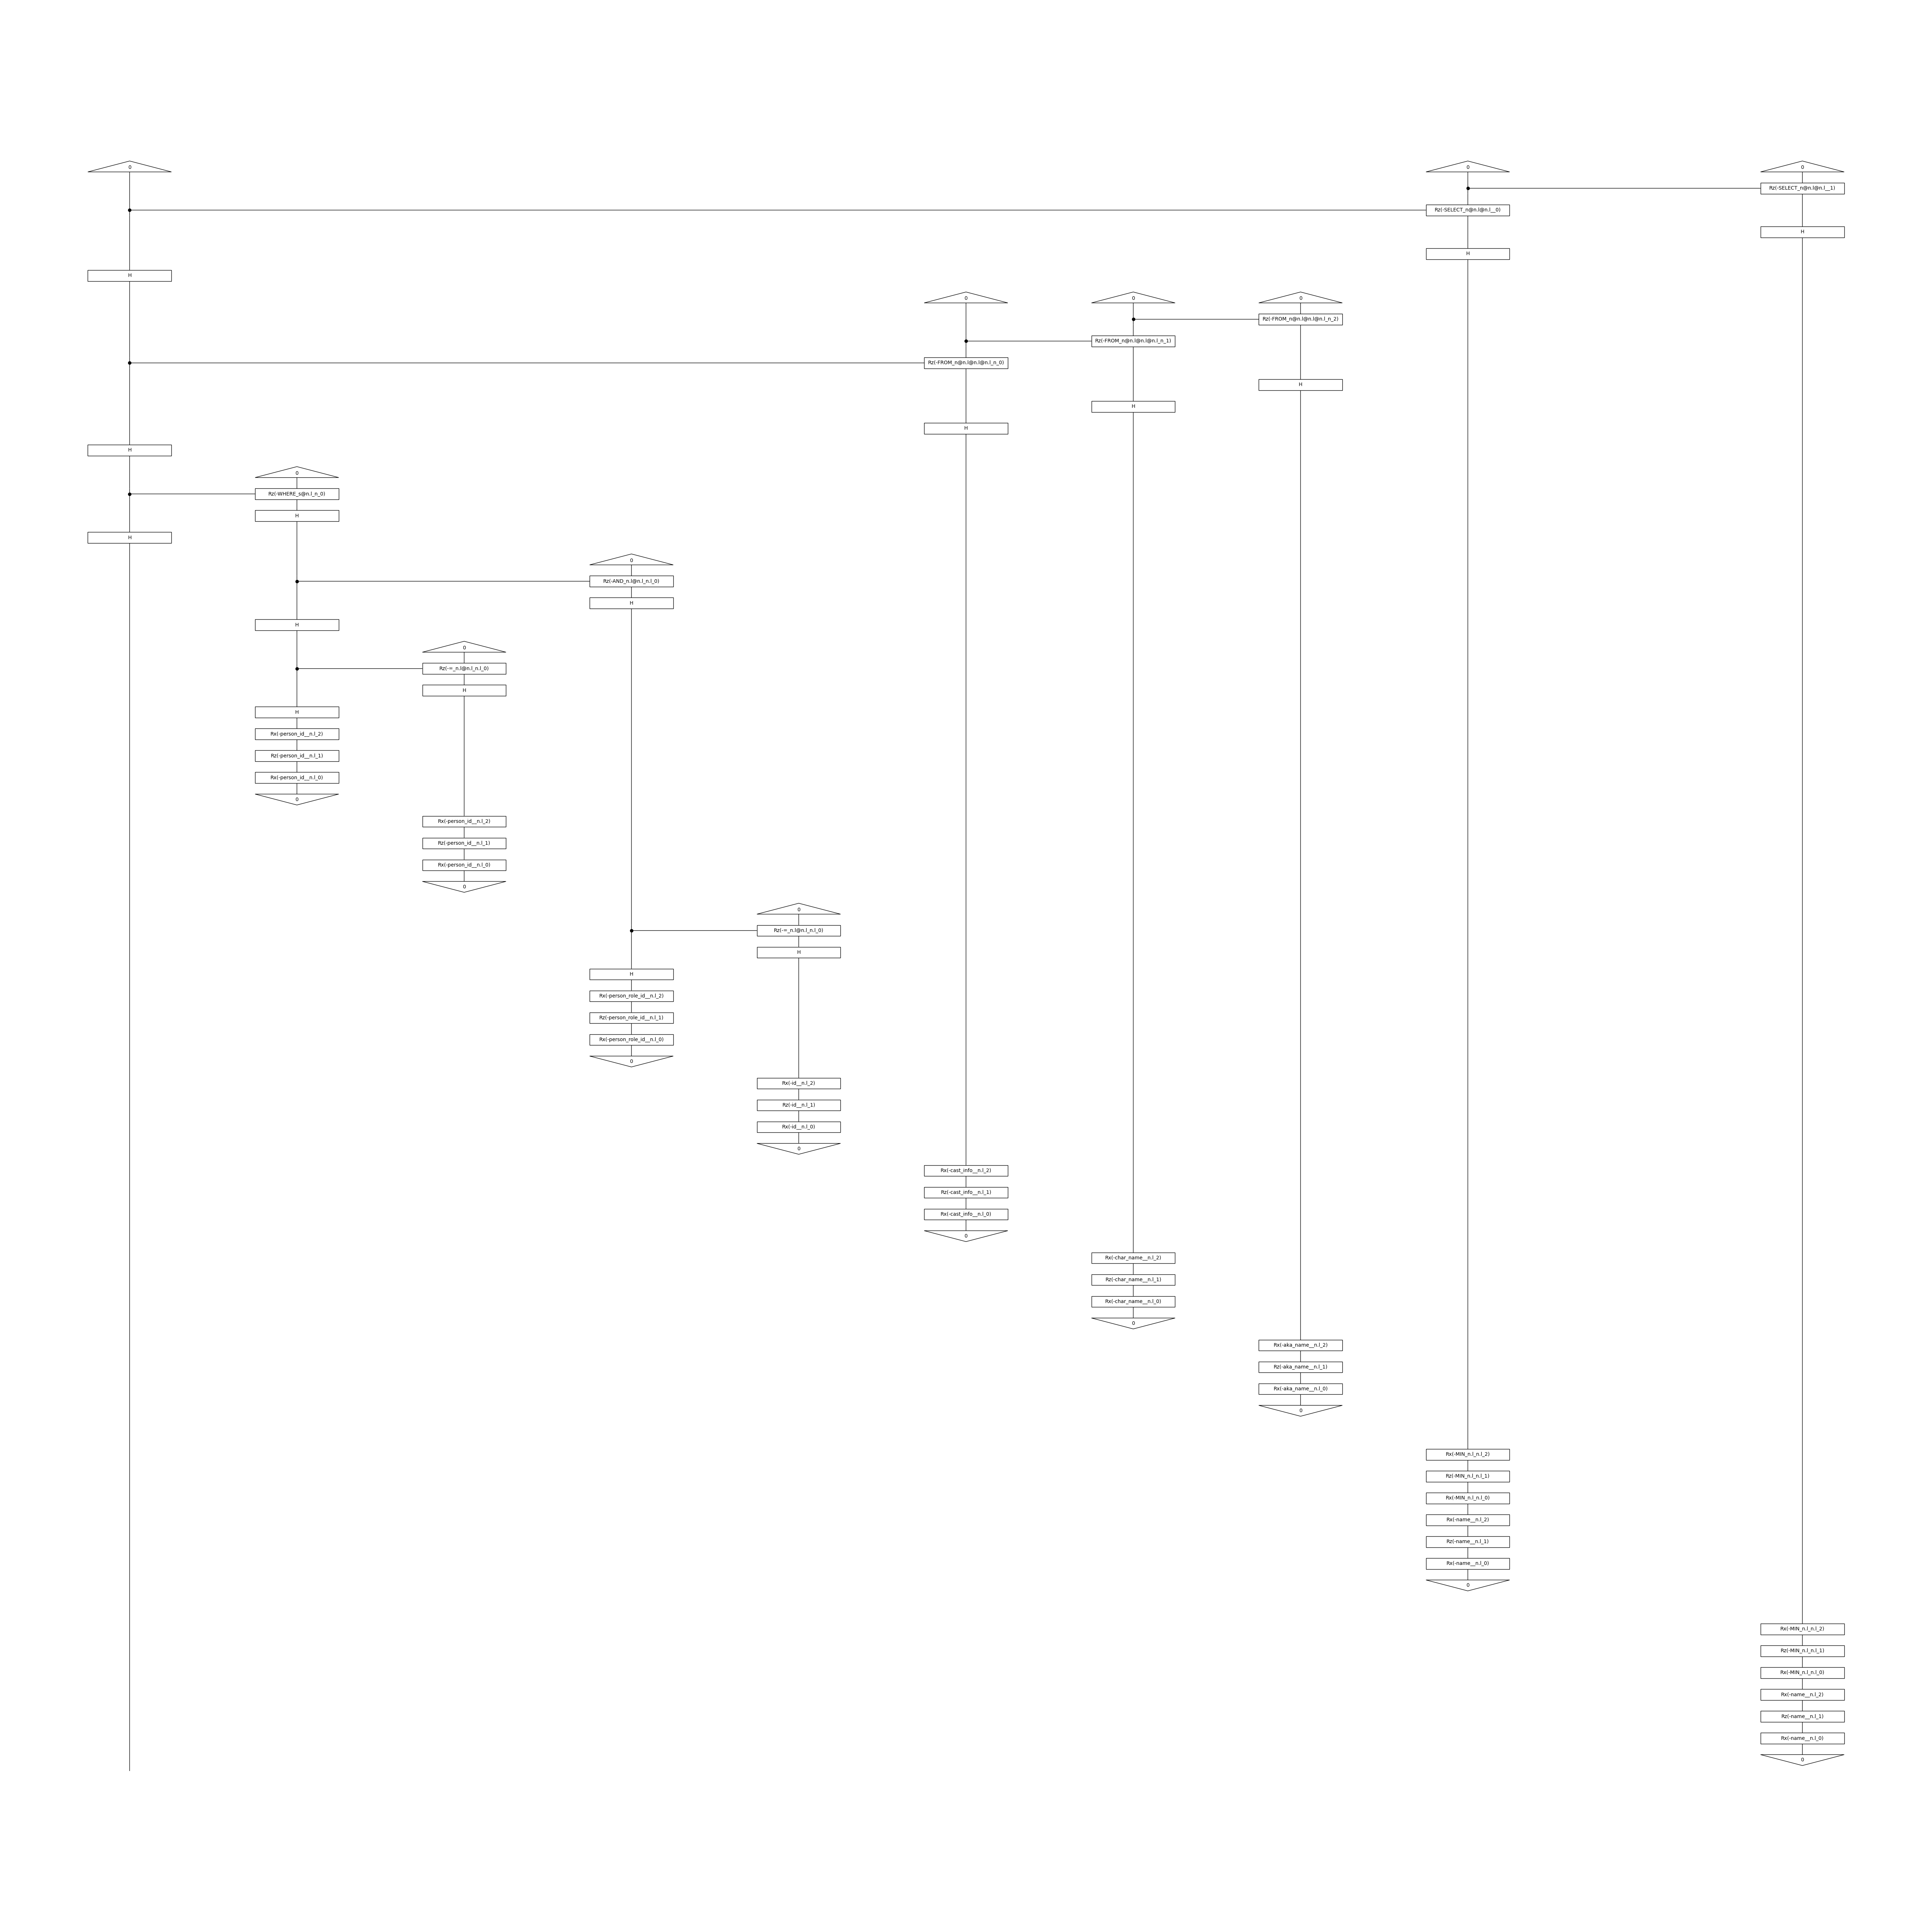 0 0 0
Rz(-SELECT_n@n.l@n.l__1)
Rz(-SELECT_n@n.l@n.l__0)
H
H
H
0 0 0
Rz(-FROM_n@n.l@n.l@n.l_n_2)
Rz(-FROM_n@n.l@n.l@n.l_n_1)
Rz(-FROM_n@n.l@n.l@n.l_n_0)
H
H
H
H
0
Rz(-WHERE_s@n.l_n_0)
H
H
0
Rz(-AND_n.l@n.l_n.l_0)
H
H
0
Rz(-=_n.l@n.l_n.l_0)
H
H
Rx(-person_id__n.l_2)
Rz(-person_id__n.l_1)
Rx(-person_id__n.l_0)
0
Rx(-person_id__n.l_2)
Rz(-person_id__n.l_1)
Rx(-person_id__n.l_0)
0
0
Rz(-=_n.l@n.l_n.l_0)
H
H
Rx(-person_role_id__n.l_2)
Rz(-person_role_id__n.l_1)
Rx(-person_role_id__n.l_0)
0
Rx(-id__n.l_2)
Rz(-id__n.l_1)
Rx(-id__n.l_0)
0
Rx(-cast_info__n.l_2)
Rz(-cast_info__n.l_1)
Rx(-cast_info__n.l_0)
0
Rx(-char_name__n.l_2)
Rz(-char_name__n.l_1)
Rx(-char_name__n.l_0)
0
Rx(-aka_name__n.l_2)
Rz(-aka_name__n.l_1)
Rx(-aka_name__n.l_0)
0
Rx(-MIN_n.l_n.l_2)
Rz(-MIN_n.l_n.l_1)
Rx(-MIN_n.l_n.l_0)
Rx(-name__n.l_2)
Rz(-name__n.l_1)
Rx(-name__n.l_0)
0
Rx(-MIN_n.l_n.l_2)
Rz(-MIN_n.l_n.l_1)
Rx(-MIN_n.l_n.l_0)
Rx(-name__n.l_2)
Rz(-name__n.l_1)
Rx(-name__n.l_0)
0